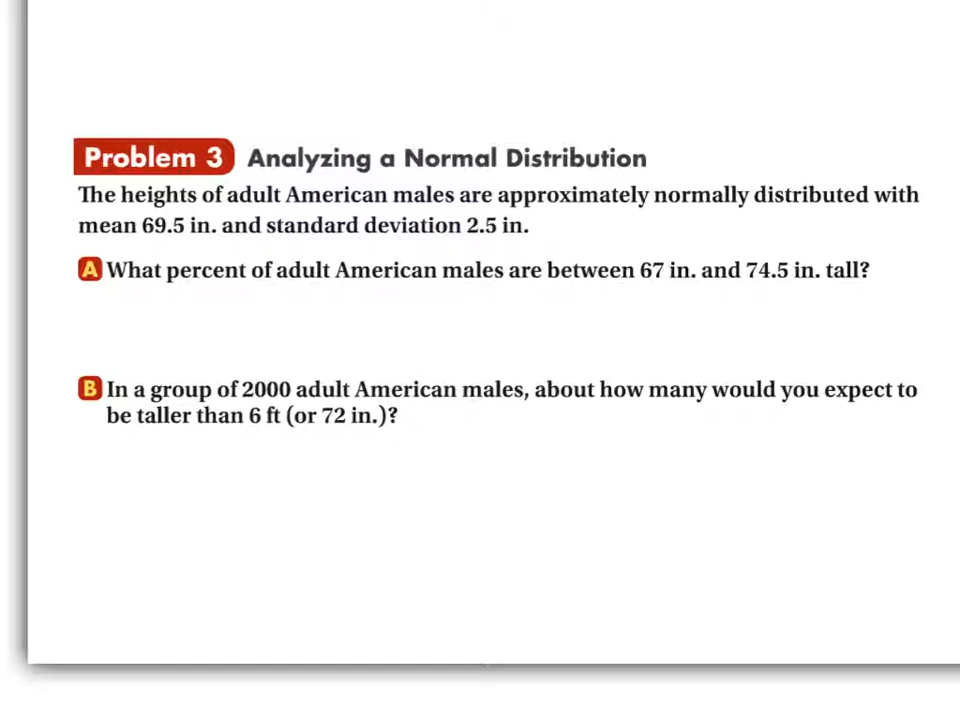 Problem 3 Analyzing a Normal Distribution
The heights of adult American males are approximately normally distributed with
mean 69.5 in. and standard deviation 2.5 in.
A What percent of adult American males are between 67 in. and 74.5 in. tall?
B In a group of 2000 adult American males, about how many would you expect to
be taller than 6 ft (or 72 in.)?